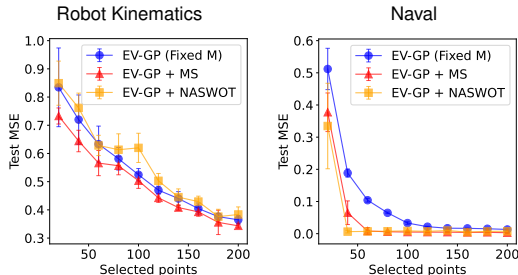 Robot Kinematics
Test MSE
1.0
0.9
0.8
0.7
0.6
0.5
0.4
0.3
EV-GP (Fixed M)
EV-GP + MS
EV-GP + NASWOT
50
100
150
200
Selected points
Naval
Test MSE
0.6
0.5
0.4
0.3
0.2
0.1
0.0
EV-GP (Fixed M)
EV-GP + MS
EV-GP + NASWOT
50
100
150
200
Selected points